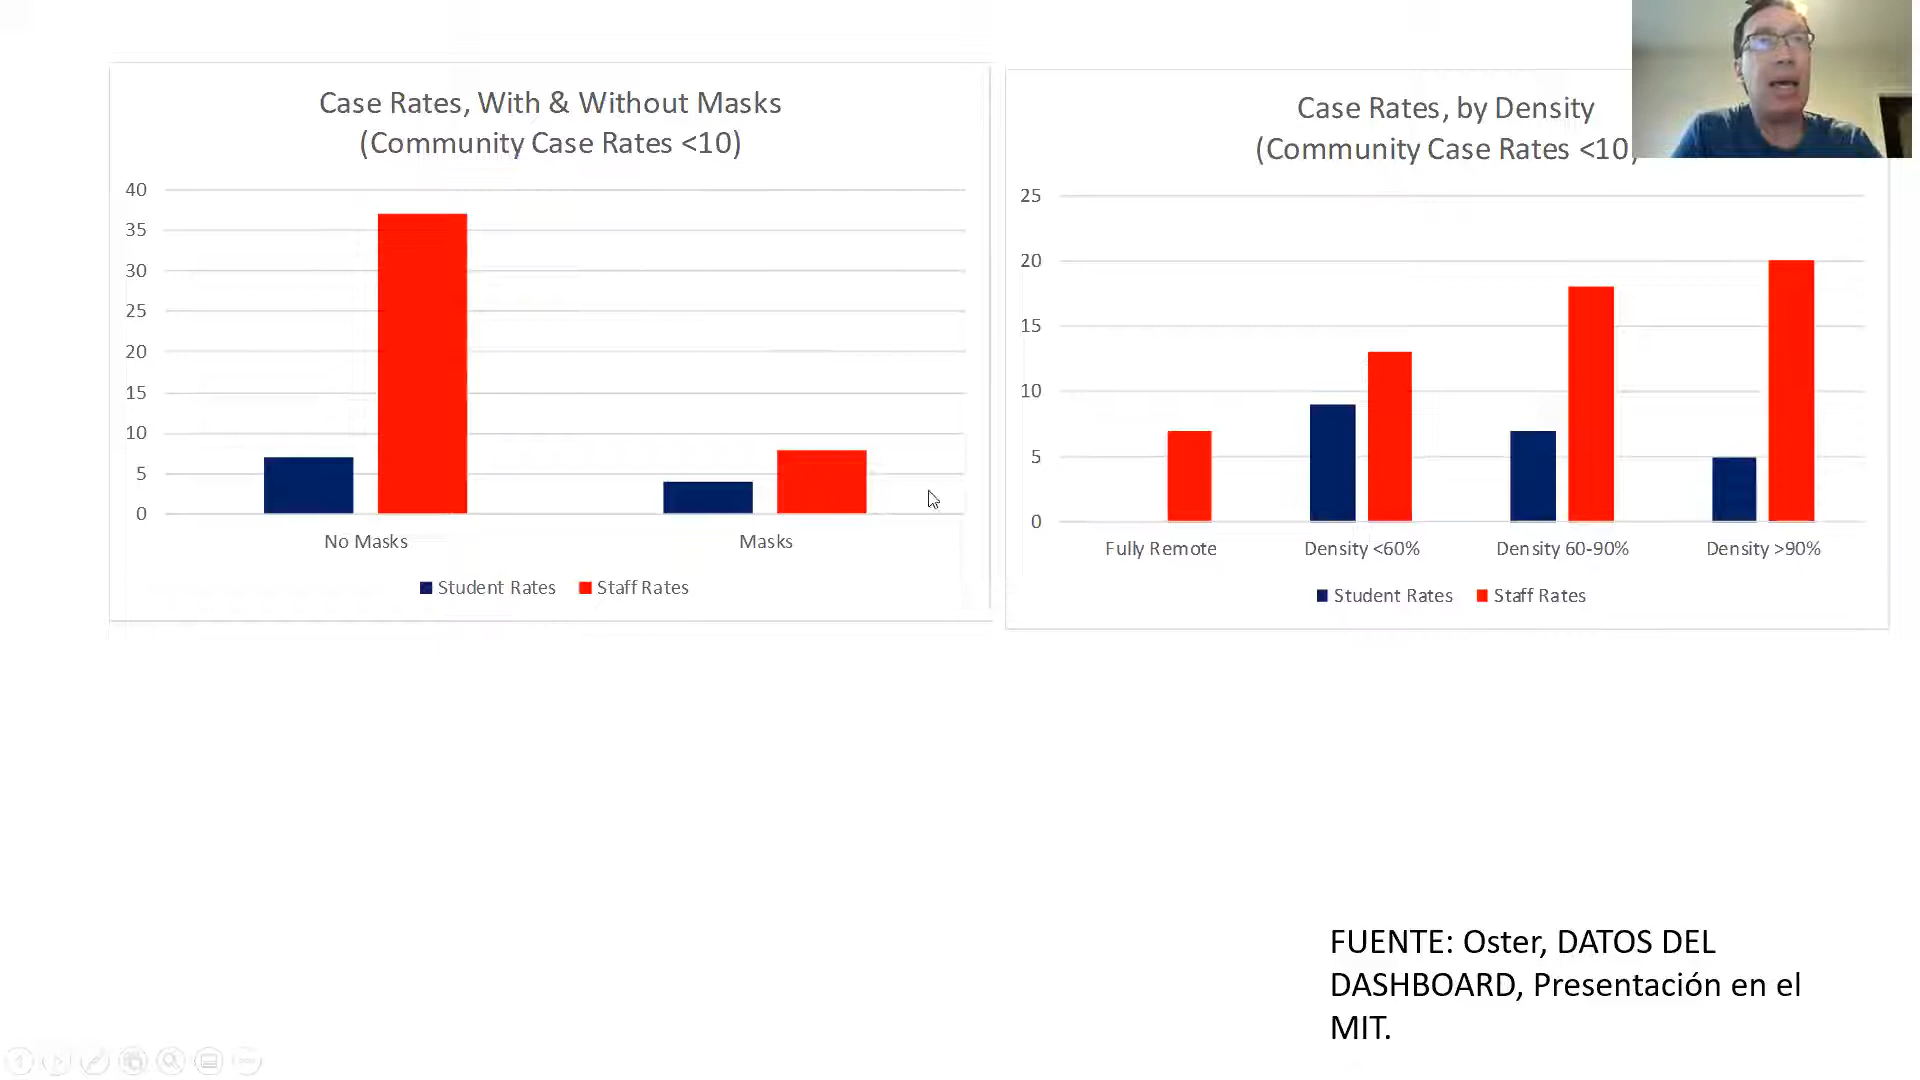 Case Rates, With & Without Masks
(Community Case Rates <10)
40
35
30
25
20
15
10
5
0
No Masks
Masks
Student Rates
Staff Rates
Case Rates, by Density
(Community Case Rates <10)
25
20
15
10
5
0
Fully Remote
Density <60%
Density 60-90%
Density >90%
Student Rates
Staff Rates
FUENTE: Oster, DATOS DEL
DASHBOARD, Presentación en el
MIT.